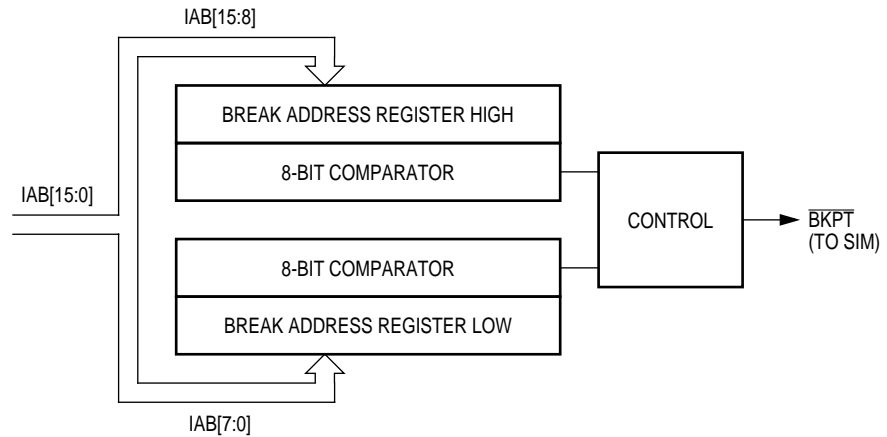 IAB[15:8]
BREAK ADDRESS REGISTER HIGH
8-BIT COMPARATOR
IAB[15:0]
CONTROL
BKPT
(TO SIM)
8-BIT COMPARATOR
BREAK ADDRESS REGISTER LOW
IAB[7:0]